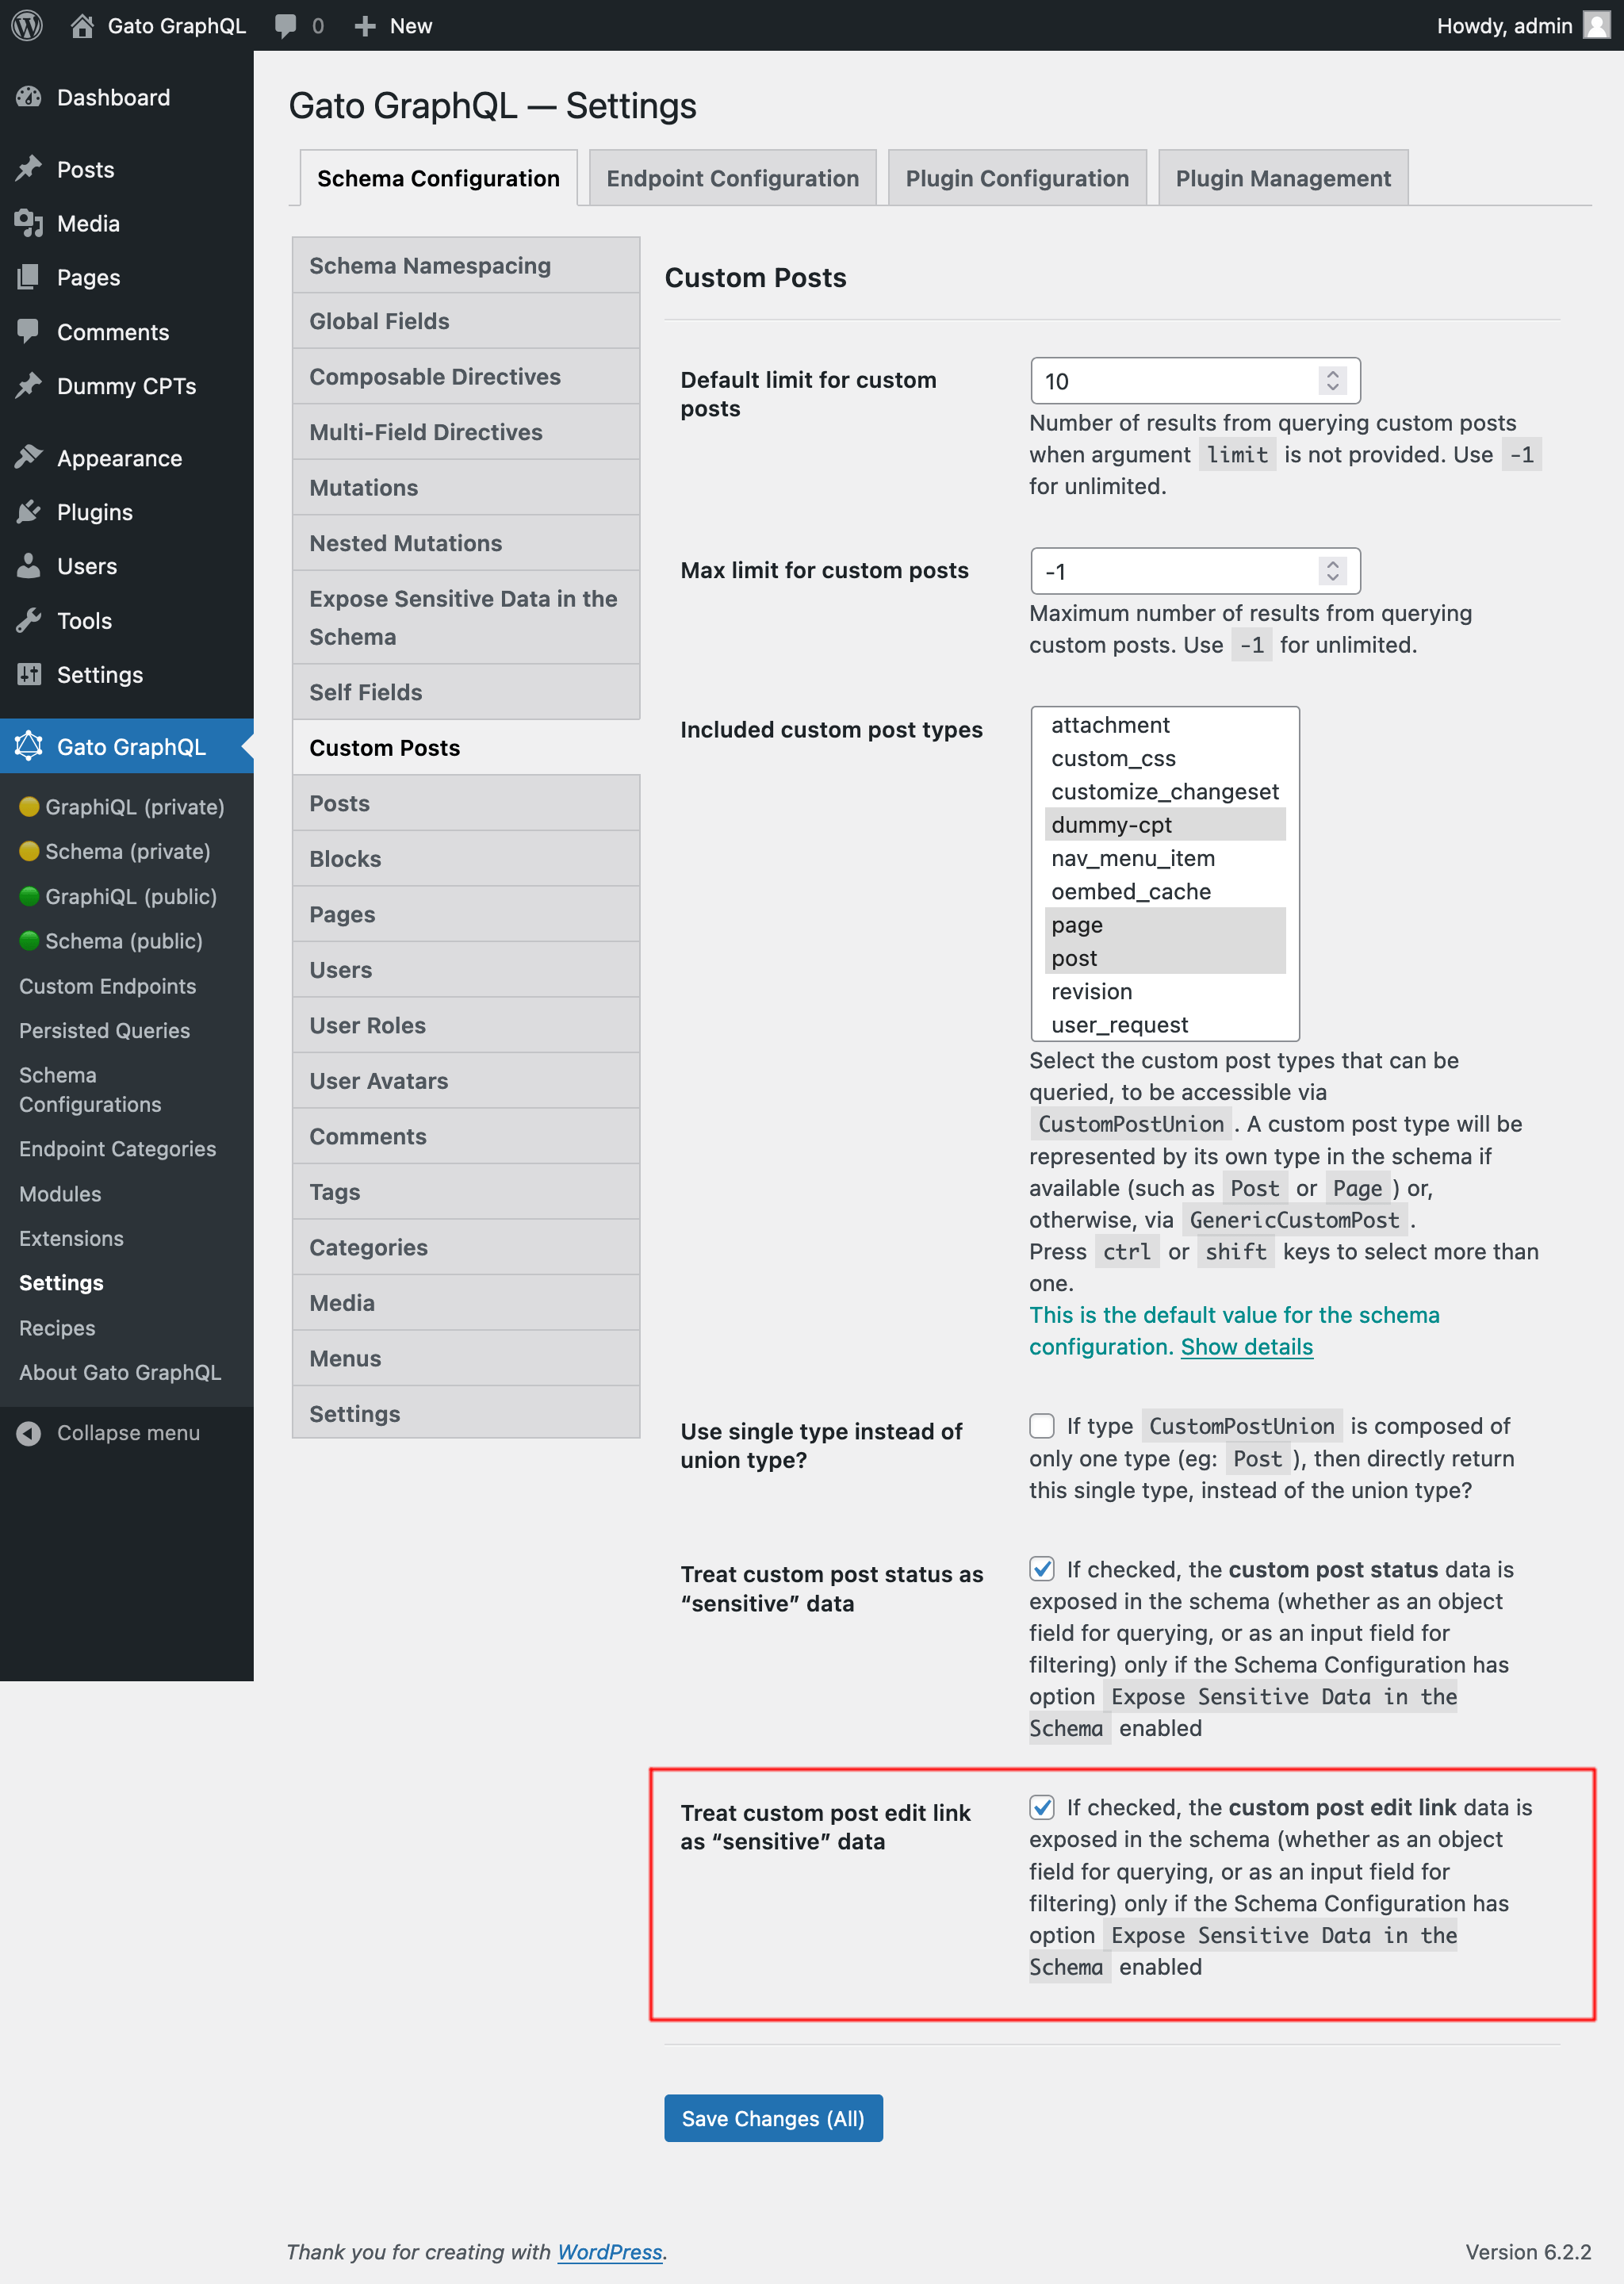 Gato GraphQL
0
New
Howdy, admin
Dashboard
Posts
Media
Pages
Comments
Dummy CPTs
Appearance
Plugins
Users
Tools
Settings
Gato GraphQL
GraphiQL (private)
Schema (private)
GraphiQL (public)
Schema (public)
Custom Endpoints
Persisted Queries
Schema
Configurations
Endpoint Categories
Modules
Extensions
Settings
Recipes
About Gato GraphQL
Collapse menu
Gato GraphQL — Settings
Schema Configuration
Endpoint Configuration
Plugin Configuration
Plugin Management
Schema Namespacing
Global Fields
Composable Directives
Multi-Field Directives
Mutations
Nested Mutations
Expose Sensitive Data in the
Schema
Self Fields
Custom Posts
Posts
Blocks
Pages
Users
User Roles
User Avatars
Comments
Tags
Categories
Media
Menus
Settings
Custom Posts
Default limit for custom
posts
10
Number of results from querying custom posts
when argument limit is not provided. Use -1
for unlimited.
Max limit for custom posts
-1
Maximum number of results from querying
custom posts. Use -1 for unlimited.
Included custom post types
attachment
custom_css
customize_changeset
dummy-cpt
nav_menu_item
oembed_cache
page
post
revision
user_request
Select the custom post types that can be
queried, to be accessible via
CustomPostUnion . A custom post type will be
represented by its own type in the schema if
available (such as Post or Page ) or,
otherwise, via GenericCustomPost .
Press ctrl or shift keys to select more than
one.
This is the default value for the schema
configuration. Show details
Use single type instead of
union type?
If type CustomPostUnion is composed of
only one type (eg: Post ), then directly return
this single type, instead of the union type?
Treat custom post status as
“sensitive” data
If checked, the custom post status data is
exposed in the schema (whether as an object
field for querying, or as an input field for
filtering) only if the Schema Configuration has
option Expose Sensitive Data in the
Schema enabled
Treat custom post edit link
as “sensitive” data
If checked, the custom post edit link data is
exposed in the schema (whether as an object
field for querying, or as an input field for
filtering) only if the Schema Configuration has
option Expose Sensitive Data in the
Schema enabled
Save Changes (All)
Thank you for creating with WordPress.
Version 6.2.2